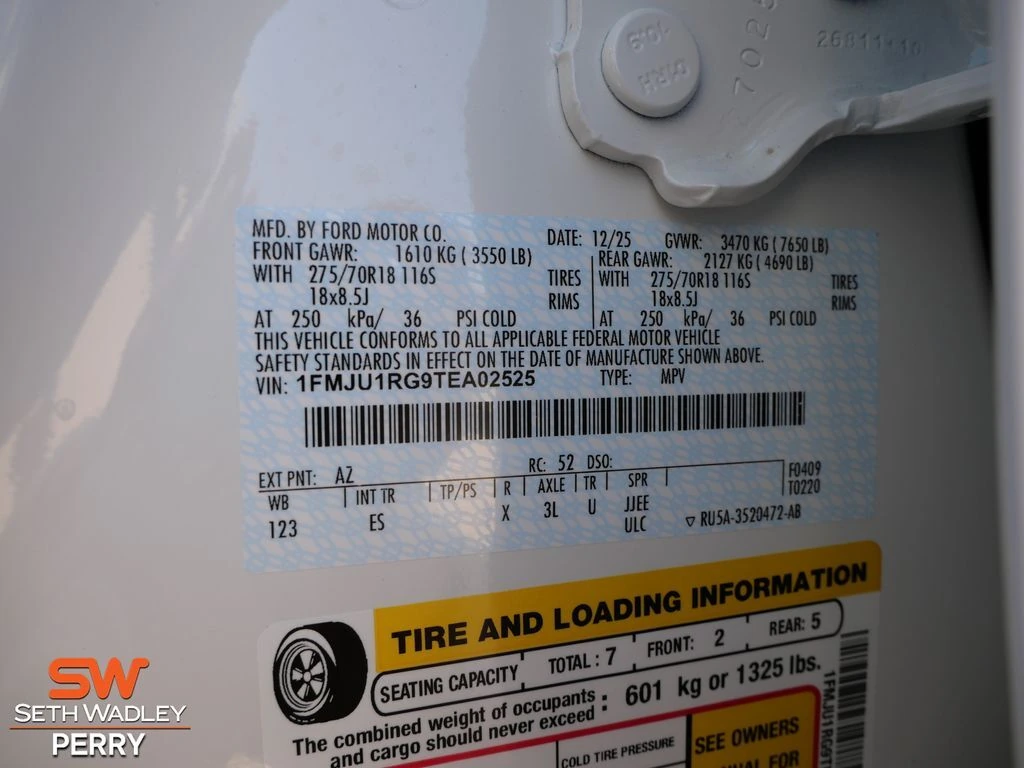 10.9
D1RH
MFD. BY FORD MOTOR CO. DATE: 12/25 GVWR: 3470 KG ( 7650 LB)
FRONT GAWR: 1610 KG ( 3550 LB) REAR GAWR: 2127 KG ( 4690 LB)
WITH 275/70R18 116S TIRES WITH 275/70R18 116S TIRES
18x8.5J RIMS 18x8.5J RIMS
AT 250 kPa/ 36 PSI COLD AT 250 kPa/ 36 PSI COLD
THIS VEHICLE CONFORMS TO ALL APPLICABLE FEDERAL MOTOR VEHICLE
SAFETY STANDARDS IN EFFECT ON THE DATE OF MANUFACTURE SHOWN ABOVE.
VIN: 1FMJU1RG9TEA02525 TYPE: MPV
EXT PNT: AZ RC: 52 DSO: F0409
WB INT TR TP/PS R AXLE TR SPR T0220
123 ES X 3L U JJEE
ULC ▽ RU5A-3520472-AB
TIRE AND LOADING INFORMATION
SEATING CAPACITY TOTAL : 7 FRONT: 2 REAR: 5
The combined weight of occupants
and cargo should never exceed : 601 kg or 1325 lbs.
COLD TIRE PRESSURE SEE OWNERS
FOR
1FMJU1RG9T
SW
SETH WADLEY
PERRY